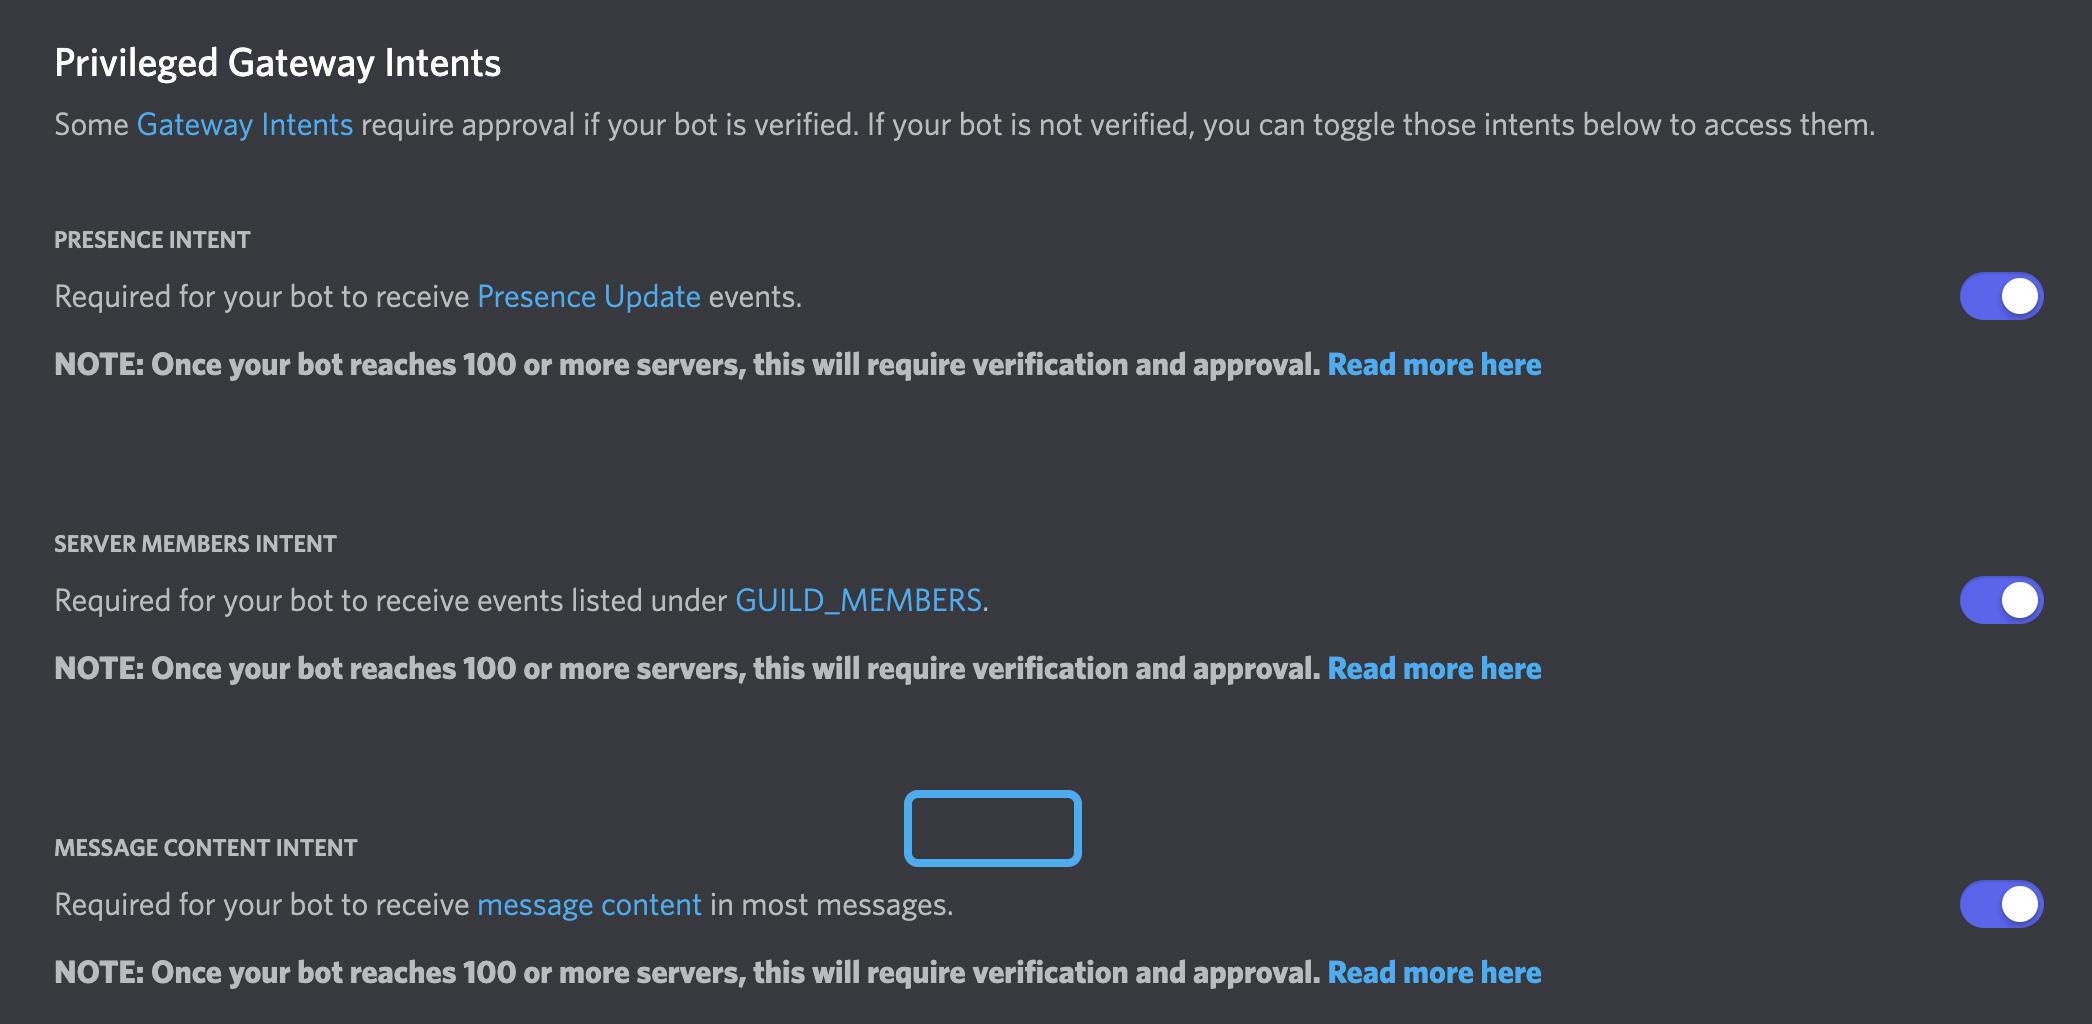 Privileged Gateway Intents
Some Gateway Intents require approval if your bot is verified. If your bot is not verified, you can toggle those intents below to access them.
PRESENCE INTENT
Required for your bot to receive Presence Update events.
NOTE: Once your bot reaches 100 or more servers, this will require verification and approval. Read more here
SERVER MEMBERS INTENT
Required for your bot to receive events listed under GUILD_MEMBERS.
NOTE: Once your bot reaches 100 or more servers, this will require verification and approval. Read more here
MESSAGE CONTENT INTENT
Required for your bot to receive message content in most messages.
NOTE: Once your bot reaches 100 or more servers, this will require verification and approval. Read more here